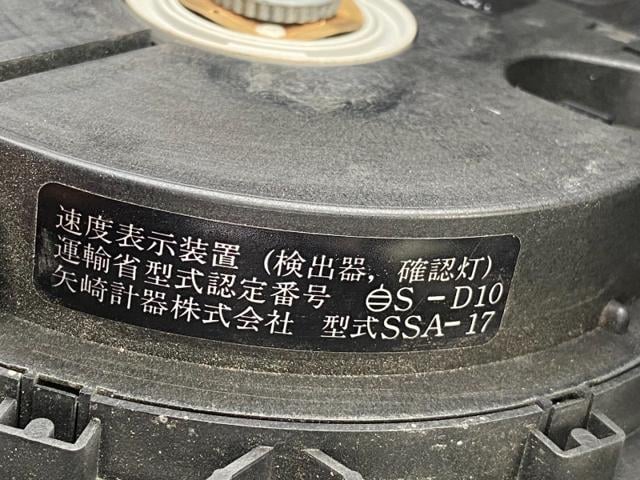 速度表示装置 (検出器, 確認灯)
運輸省型式認定番号 ⊖S-D10
矢崎計器株式会社 型式SSA-17